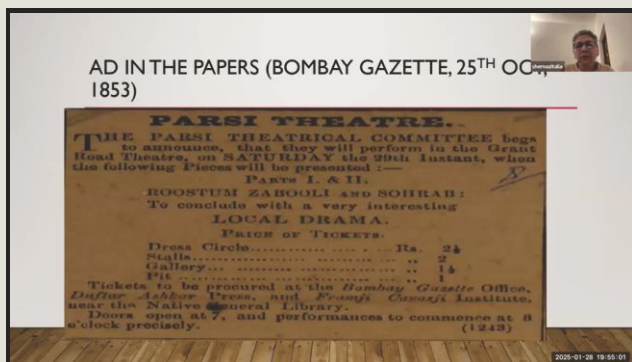 AD IN THE PAPERS (BOMBAY GAZETTE, 25TH OCT,
1853)
PARSI THEATRE.
THE PARSI THEATRICAL COMMITTEE begs
to announce, that they will perform in the Grant
Road Theatre, on SATURDAY the 29th Instant, when
the following Pieces will be presented :—
PARTS I. & II.
ROOSTUM ZABOOLI AND SOHRAB:
To conclude with a very interesting
LOCAL DRAMA.
PRICE OF TICKETS.
Dress Circle.................. Rs. 2½
Stalls.................. „ 2
Gallery.................. „ 1½
Pit.................. „ 1
Tickets to be procured at the Bombay Gazette Office,
Duftur Ashkar Press, and Framji Cavasji Institute,
near the Native General Library.
Doors open at 7, and performances to commence at 8
o'clock precisely. (1243)
2025-01-28 19:55:01